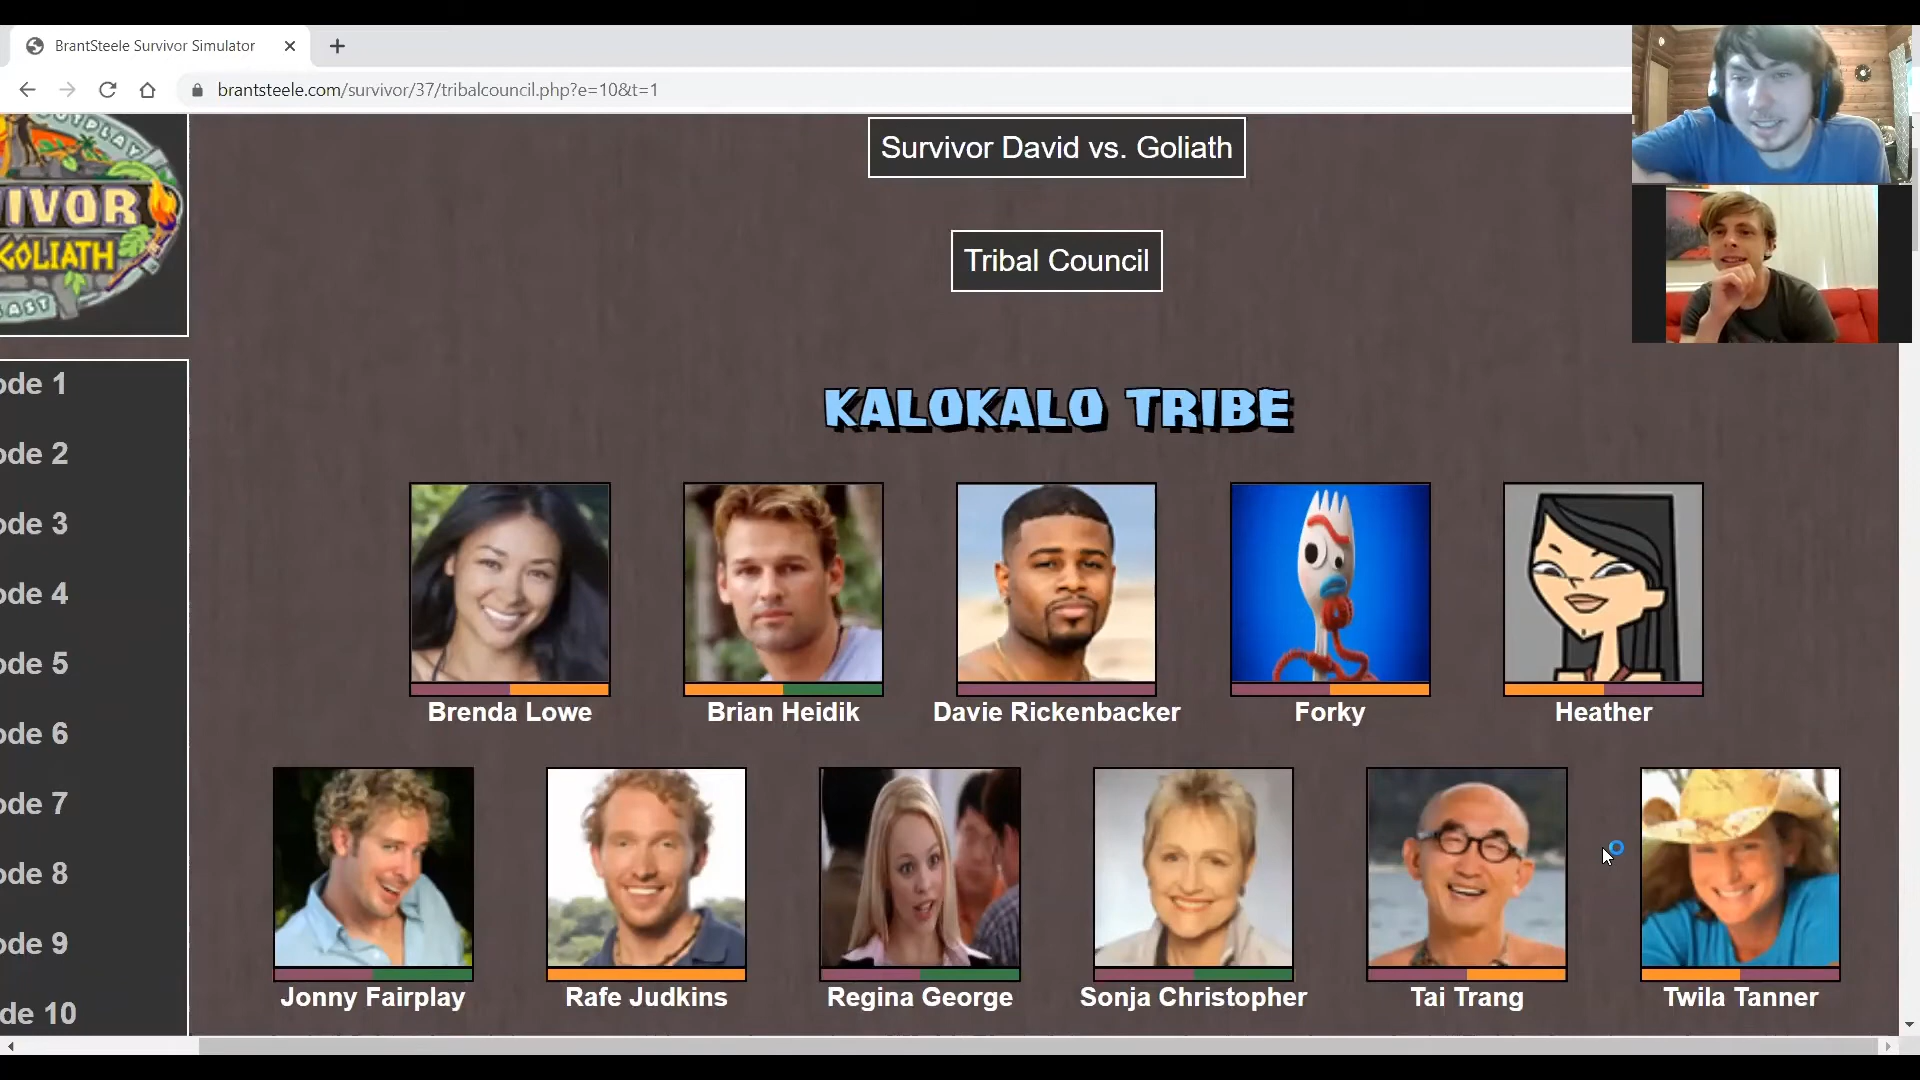 BrantSteele Survivor Simulator
brantsteele.com/survivor/37/tribalcouncil.php?e=10&t=1
TPLAY
IVOR
GOLIATH
AST
Survivor David vs. Goliath
Tribal Council
KALOKALO TRIBE
Brenda Lowe
Brian Heidik
Davie Rickenbacker
Forky
Heather
Jonny Fairplay
Rafe Judkins
Regina George
Sonja Christopher
Tai Trang
Twila Tanner
ode 1
ode 2
ode 3
ode 4
ode 5
ode 6
ode 7
ode 8
ode 9
de 10